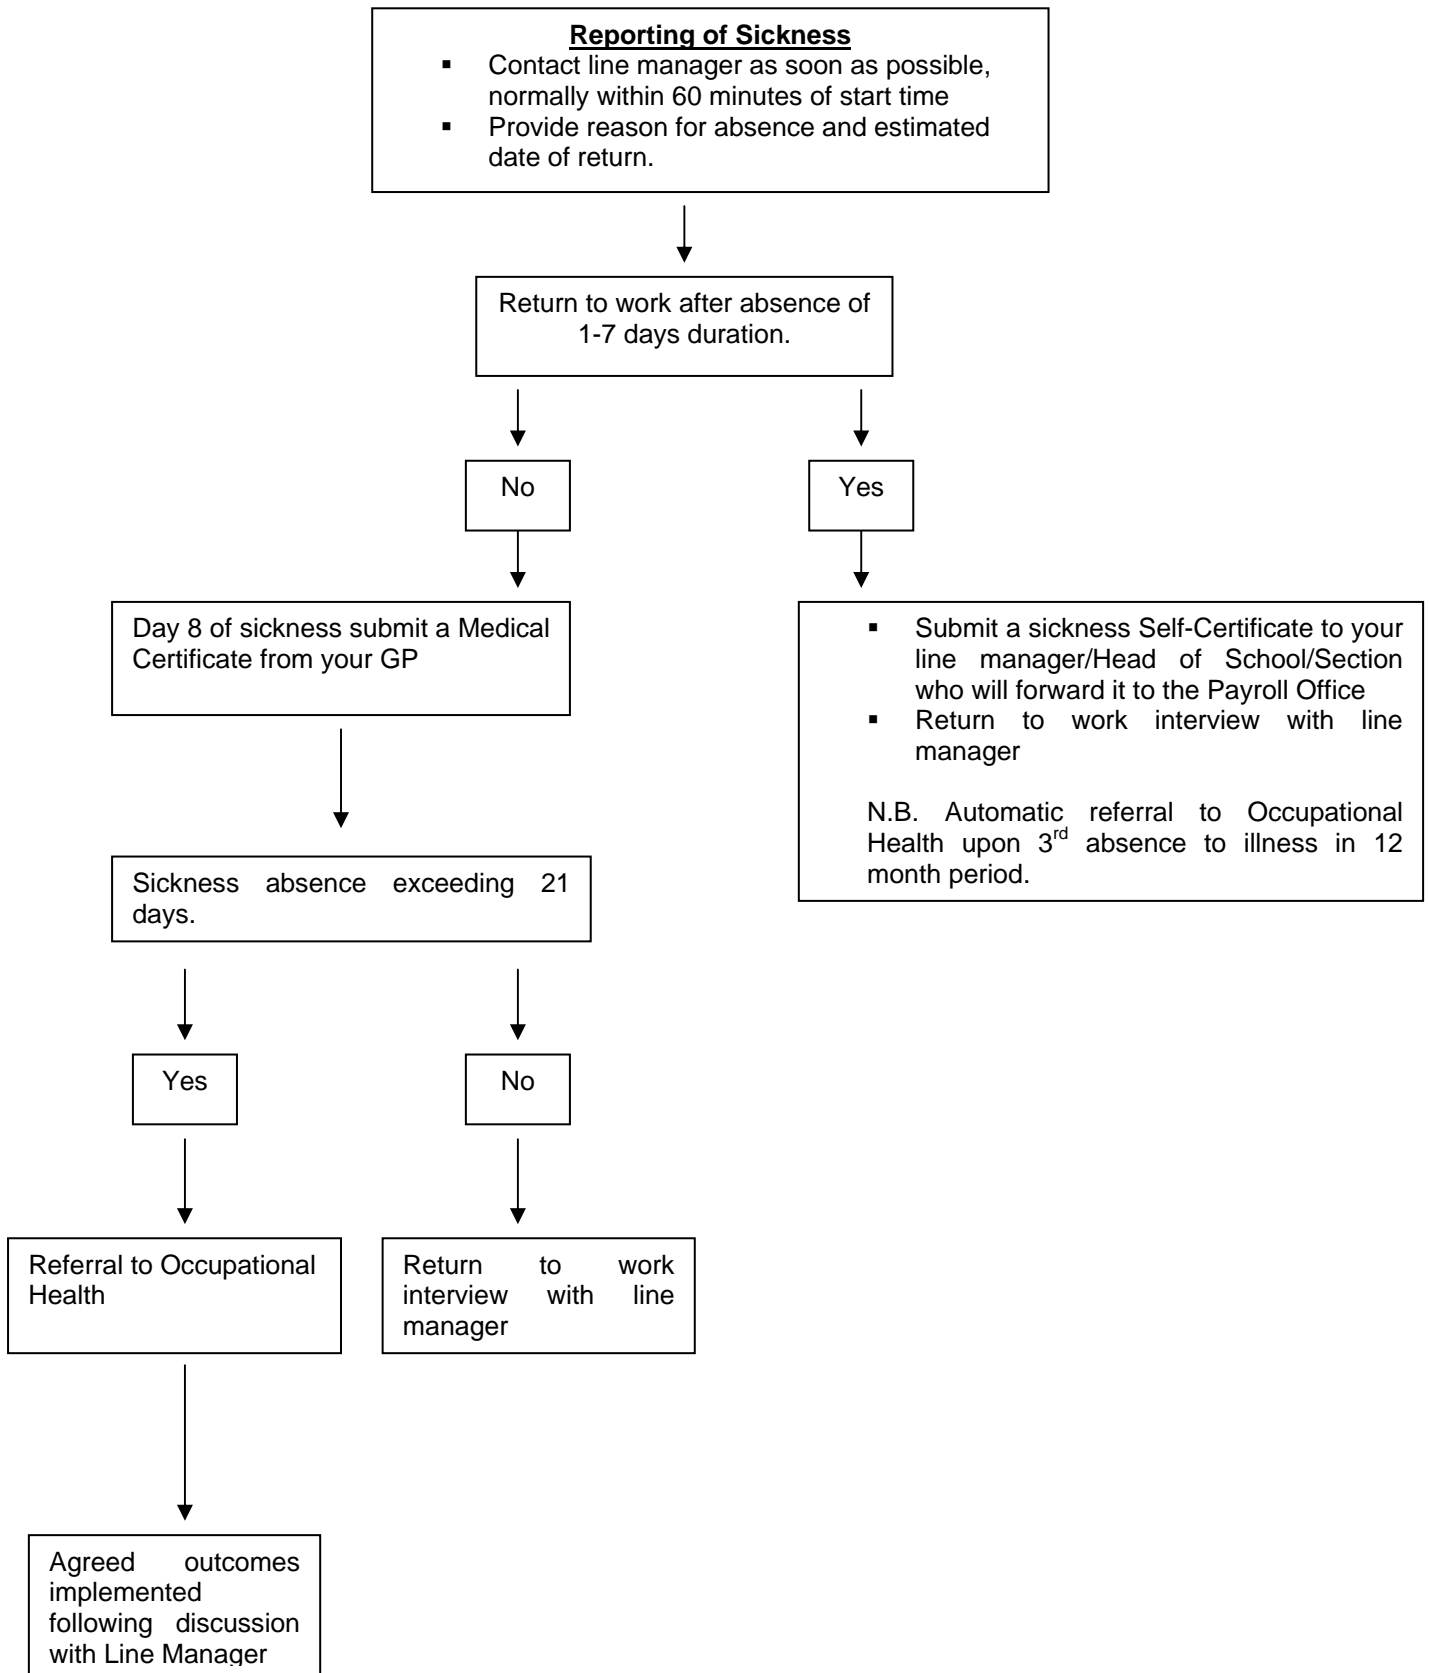 Reporting of Sickness
▪ Contact line manager as soon as possible,
normally within 60 minutes of start time
▪ Provide reason for absence and estimated
date of return.
Return to work after absence of
1-7 days duration.
No
Yes
Day 8 of sickness submit a Medical
Certificate from your GP
▪ Submit a sickness Self-Certificate to your
line manager/Head of School/Section
who will forward it to the Payroll Office
▪ Return to work interview with line
manager
N.B. Automatic referral to Occupational
Health upon 3rd absence to illness in 12
month period.
Sickness absence exceeding 21
days.
Yes
No
Referral to Occupational
Health
Return to work
interview with line
manager
Agreed outcomes
implemented
following discussion
with Line Manager